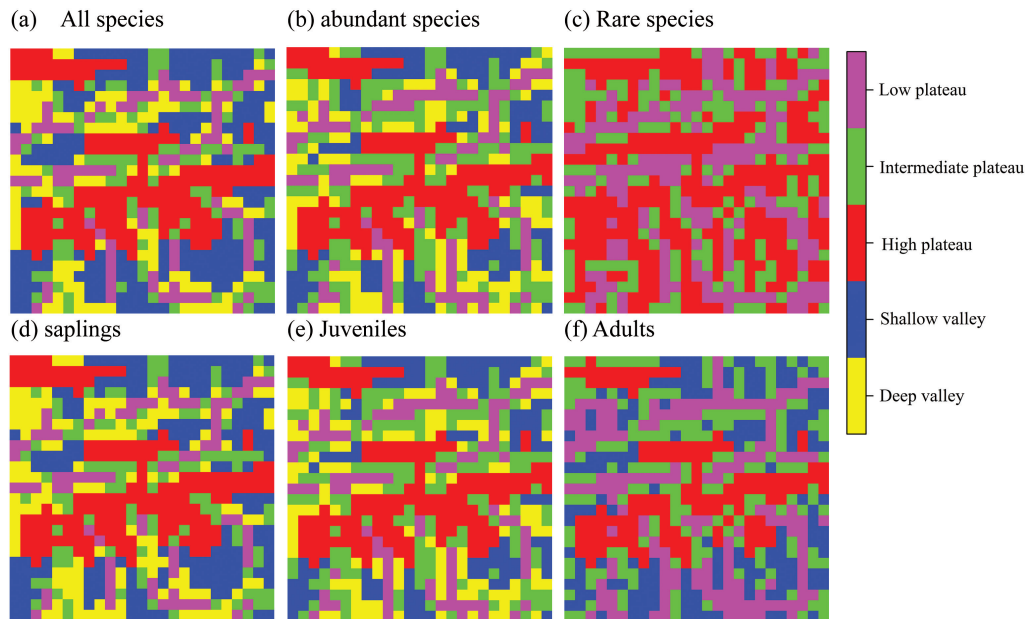 (a) All species
(b) abundant species
(c) Rare species
Low plateau
Intermediate plateau
High plateau
Shallow valley
Deep valley
(d) saplings
(e) Juveniles
(f) Adults